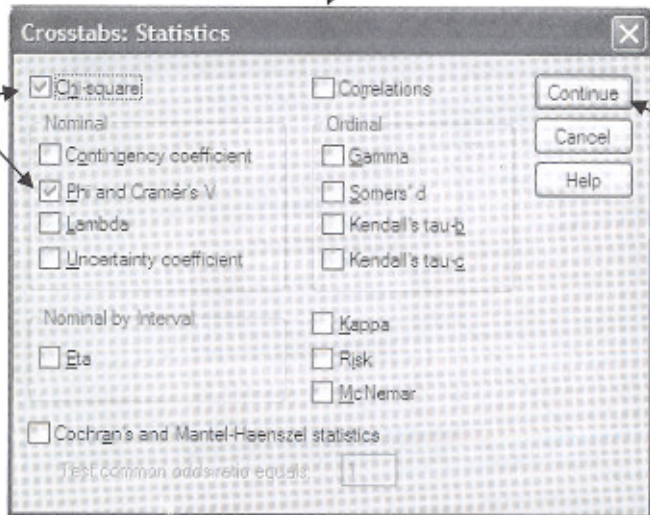 Crosstabs: Statistics
Chi-square
Correlations
Continue
Nominal
Ordinal
Cancel
Contingency coefficient
Gamma
Help
Phi and Cramér's V
Somers' d
Lambda
Kendall's tau-b
Uncertainty coefficient
Kendall's tau-c
Nominal by Interval
Kappa
Eta
Risk
McNemar
Cochran's and Mantel-Haenszel statistics
Test common odds ratio equals:
1